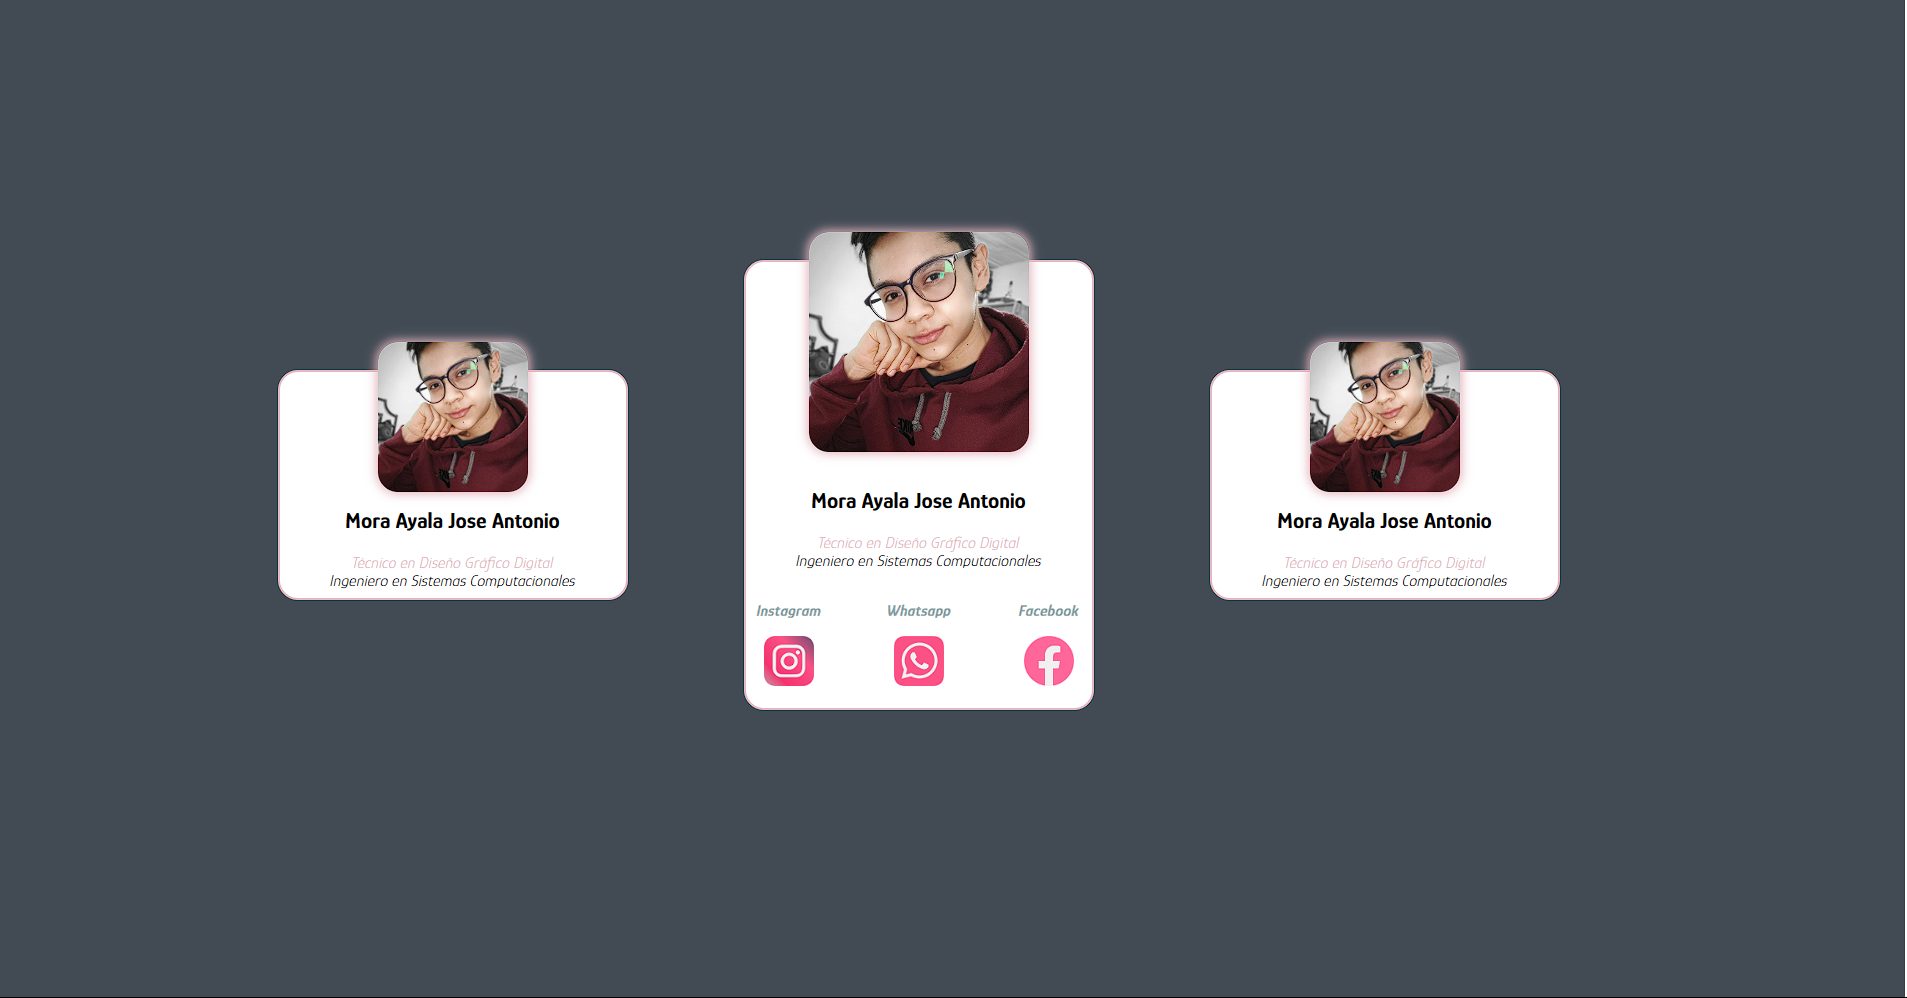 Mora Ayala Jose Antonio
Técnico en Diseño Gráfico Digital
Ingeniero en Sistemas Computacionales
Mora Ayala Jose Antonio
Técnico en Diseño Gráfico Digital
Ingeniero en Sistemas Computacionales
Instagram Whatsapp Facebook
Mora Ayala Jose Antonio
Técnico en Diseño Gráfico Digital
Ingeniero en Sistemas Computacionales